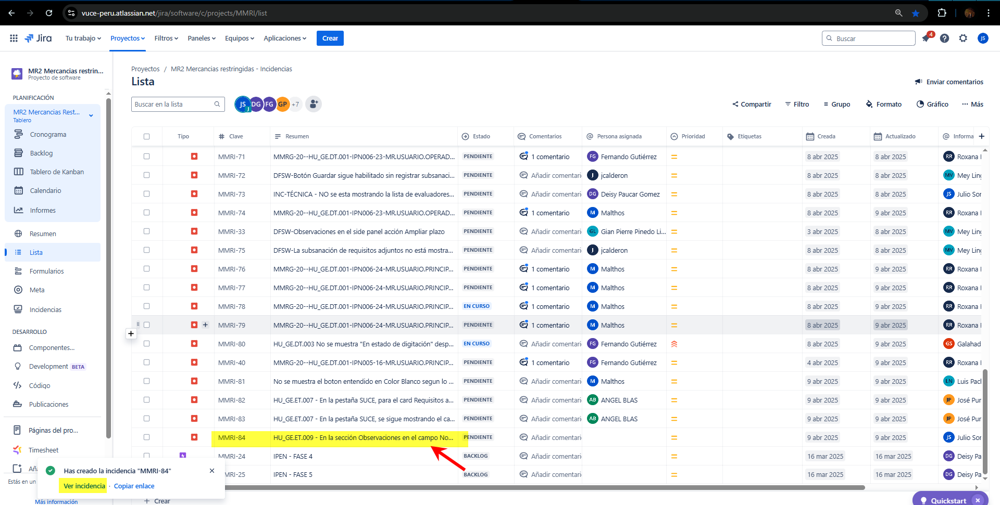 vuce-peru.atlassian.net/jira/software/c/projects/MMRI/list
Jira Tu trabajo Proyectos Filtros Paneles Equipos Aplicaciones Crear Buscar 4 JS
MR2 Mercancias restrin...
Proyecto de software
PLANIFICACIÓN
MR2 Mercancias Rest...
Tablero
Cronograma
Backlog
Tablero de Kanban
Calendario
Informes
Resumen
Lista
Formularios
Meta
Incidencias
DESARROLLO
Componentes...
Development BETA
Código
Publicaciones
Páginas del pro...
Timesheet
Estás en un
Más información
Proyectos / MR2 Mercancias restringidas - Incidencias
Lista
Enviar comentarios
Buscar en la lista JS J DG FG GP +7 Compartir Filtro Grupo Formato Gráfico Más
Tipo Clave Resumen Estado Comentarios Persona asignada Prioridad Etiquetas Creada Actualizado Informa
MMRI-71 MMRG-20--HU_GE.DT.001-IPN006-23-MR.USUARIO.OPERAD... PENDIENTE 1 comentario FG Fernando Gutiérrez 8 abr 2025 8 abr 2025 RR Roxana
MMRI-72 DFSW-Botón Guardar sigue habilitado sin registrar subsanaci... PENDIENTE Añadir comentari J jcalderon 8 abr 2025 8 abr 2025 MV Mey Ling
MMRI-73 INC-TÉCNICA - NO se esta mostrando la lista de evaluadores... PENDIENTE Añadir comentari DG Deisy Paucar Gomez 8 abr 2025 8 abr 2025 JS Julio Sor
MMRI-74 MMRG-20--HU_GE.DT.001-IPN006-23-MR.USUARIO.OPERAD... PENDIENTE 1 comentario M Malthos 8 abr 2025 9 abr 2025 RR Roxana
MMRI-33 DFSW-Observaciones en el side panel acción Ampliar plazo PENDIENTE Añadir comentari GL Gian Pierre Pinedo Li... 3 abr 2025 8 abr 2025 MV Mey Ling
MMRI-75 DFSW-La subsanación de requisitos adjuntos no está mostra... PENDIENTE Añadir comentari J jcalderon 8 abr 2025 8 abr 2025 MV Mey Ling
MMRI-76 MMRG-20--HU_GE.DT.001-IPN006-24-MR.USUARIO.PRINCIP... PENDIENTE 1 comentario M Malthos 8 abr 2025 9 abr 2025 RR Roxana
MMRI-77 MMRG-20--HU_GE.DT.001-IPN006-24-MR.USUARIO.PRINCIP... PENDIENTE 1 comentario M Malthos 8 abr 2025 9 abr 2025 RR Roxana
MMRI-78 MMRG-20--HU_GE.DT.001-IPN006-24-MR.USUARIO.PRINCIP... EN CURSO 1 comentario M Malthos 8 abr 2025 9 abr 2025 RR Roxana
MMRI-79 MMRG-20--HU_GE.DT.001-IPN006-24-MR.USUARIO.PRINCIP... PENDIENTE 1 comentario M Malthos 8 abr 2025 9 abr 2025 RR Roxana
MMRI-80 HU_GE.DT.003 No se muestra "En estado de digitación" desp... EN CURSO Añadir comentari FG Fernando Gutiérrez 8 abr 2025 9 abr 2025 GS Galahad
MMRI-40 MMRG-20--HU_GE.DT.001-IPN005-16-MR.USUARIO.PRINCIP... PENDIENTE 1 comentario FG Fernando Gutiérrez 4 abr 2025 9 abr 2025 RR Roxana
MMRI-81 No se muestra el boton entendido en Color Blanco segun lo ... PENDIENTE Añadir comentari M Malthos 9 abr 2025 9 abr 2025 LN Luis Pacl
MMRI-82 HU_GE.ET.007 - En la pestaña SUCE, para el card Requisitos a... PENDIENTE Añadir comentari AB ANGEL BLAS 9 abr 2025 9 abr 2025 JP José Pur
MMRI-83 HU_GE.ET.007 - En la pestaña SUCE, se sigue mostrando el ca... PENDIENTE Añadir comentari AB ANGEL BLAS 9 abr 2025 9 abr 2025 JP José Pur
MMRI-84 HU_GE.ET.009 - En la sección Observaciones en el campo No... PENDIENTE Añadir comentari 9 abr 2025 9 abr 2025 JS Julio Sor
MMRI-24 IPEN - FASE 4 BACKLOG Añadir comentari 16 mar 2025 16 mar 2025 DG Deisy Pa
MRI-25 IPEN - FASE 5 BACKLOG Añadir comentari 16 mar 2025 16 mar 2025 DG Deisy Pa
Has creado la incidencia "MMRI-84"
Ver incidencia · Copiar enlace
+ Crear
Quickstart